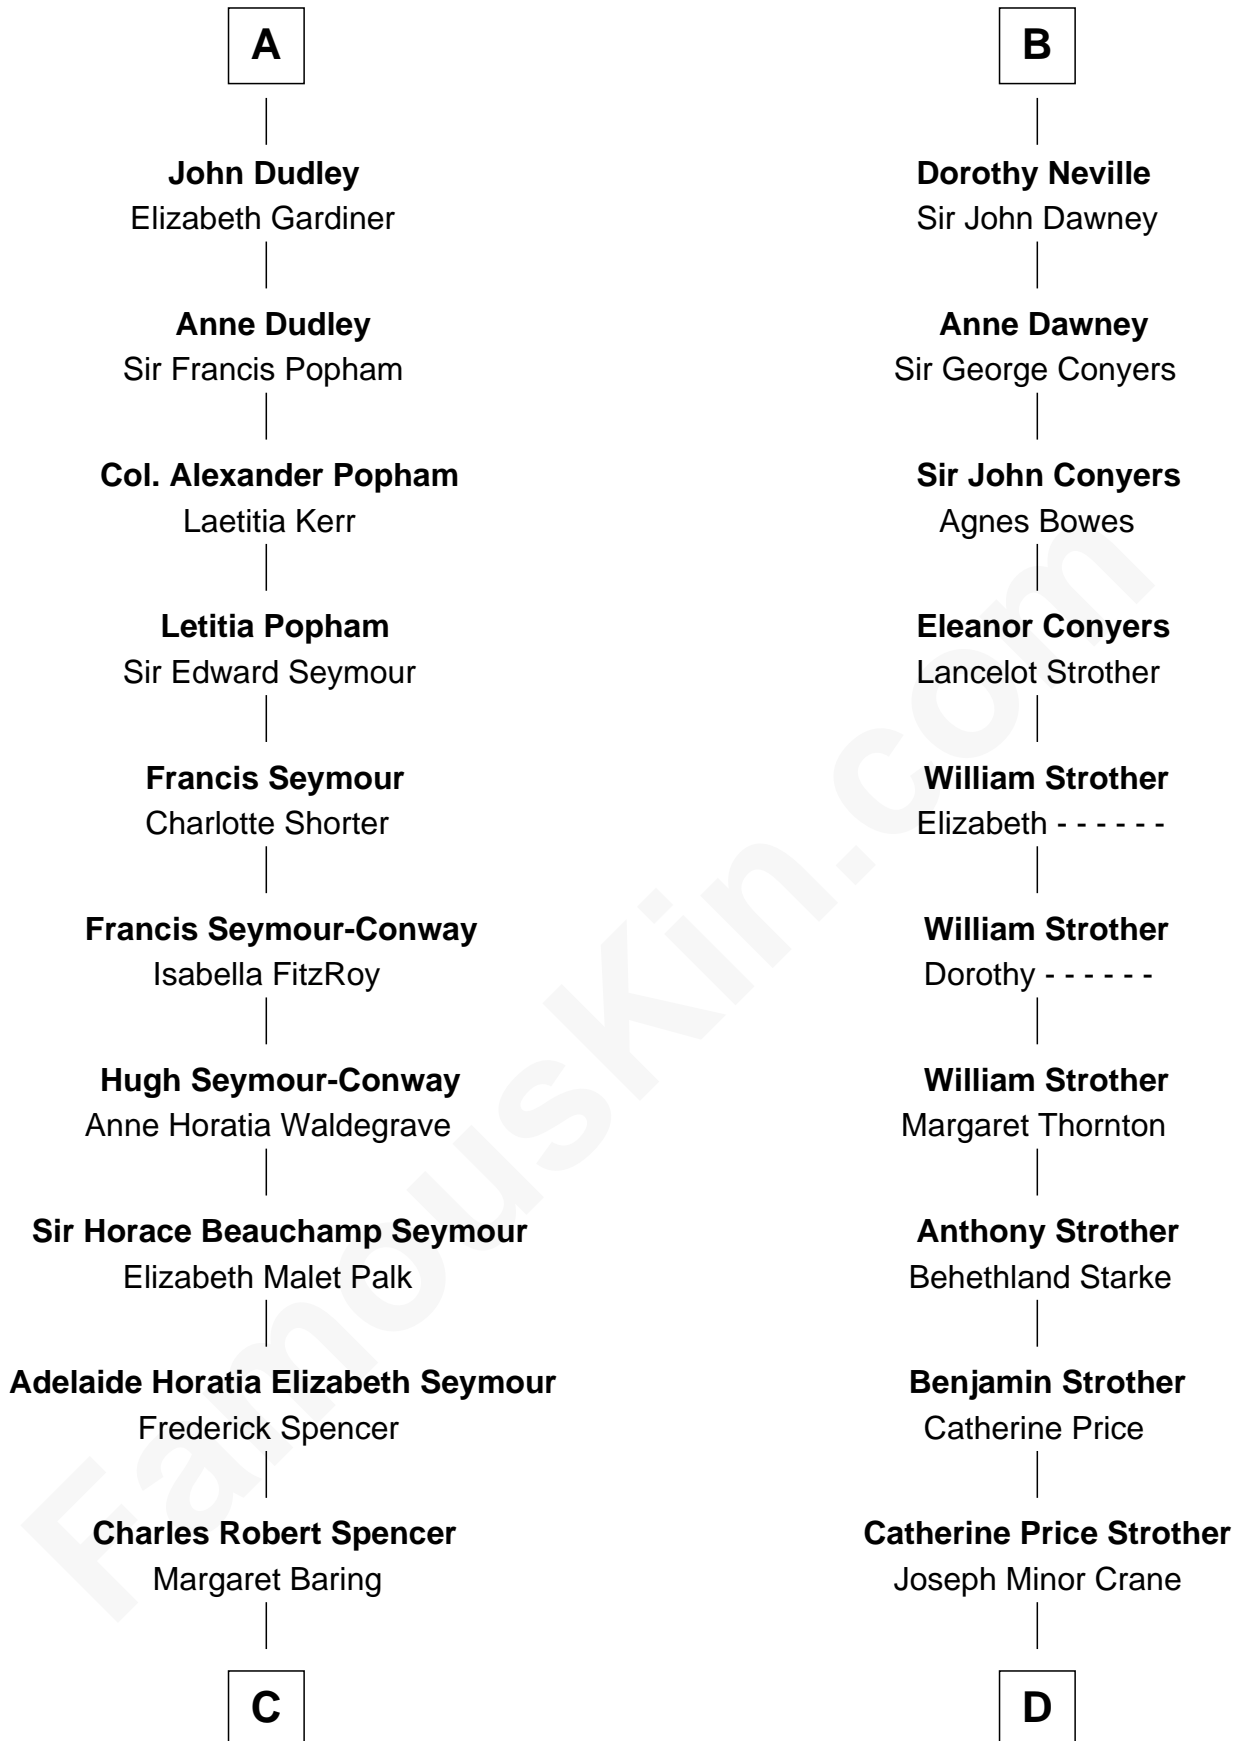 A
John Dudley
Elizabeth Gardiner
Anne Dudley
Sir Francis Popham
Col. Alexander Popham
Laetitia Kerr
Letitia Popham
Sir Edward Seymour
Francis Seymour
Charlotte Shorter
Francis Seymour-Conway
Isabella FitzRoy
Hugh Seymour-Conway
Anne Horatia Waldegrave
Sir Horace Beauchamp Seymour
Elizabeth Malet Palk
Adelaide Horatia Elizabeth Seymour
Frederick Spencer
Charles Robert Spencer
Margaret Baring
C
B
Dorothy Neville
Sir John Dawney
Anne Dawney
Sir George Conyers
Sir John Conyers
Agnes Bowes
Eleanor Conyers
Lancelot Strother
William Strother
Elizabeth - - - - - -
William Strother
Dorothy - - - - - -
William Strother
Margaret Thornton
Anthony Strother
Behethland Starke
Benjamin Strother
Catherine Price
Catherine Price Strother
Joseph Minor Crane
D
FamousKin.com